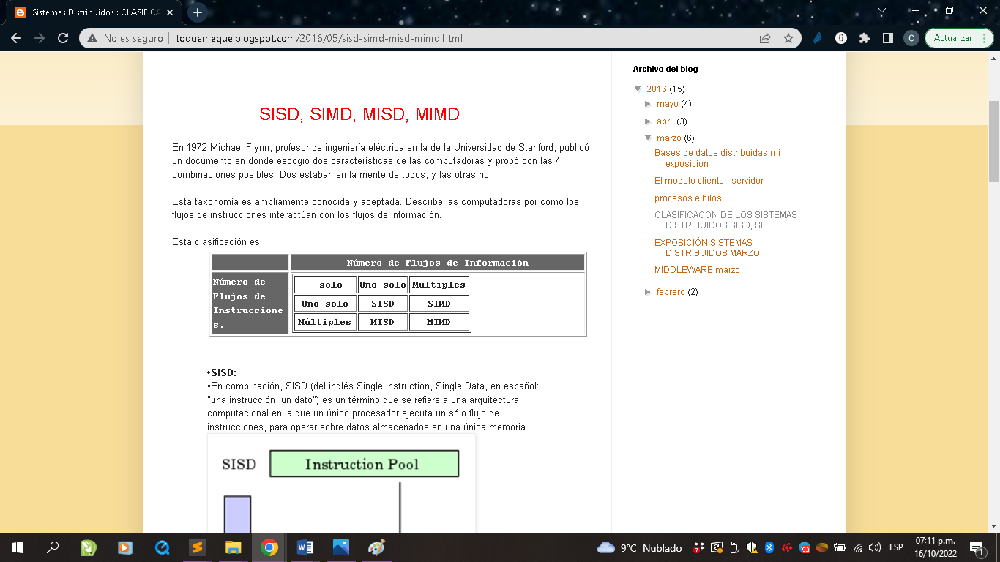 Sistemas Distribuidos : CLASIFICA
No es seguro
toquemeque.blogspot.com/2016/05/sisd-simd-misd-mimd.html
C
Actualizar
SISD, SIMD, MISD, MIMD
En 1972 Michael Flynn, profesor de ingeniería eléctrica en la de la Universidad de Stanford, publicó
un documento en donde escogió dos características de las computadoras y probó con las 4
combinaciones posibles. Dos estaban en la mente de todos, y las otras no.
Esta taxonomía es ampliamente conocida y aceptada. Describe las computadoras por como los
flujos de instrucciones interactúan con los flujos de información.
Esta clasificación es:
Número de Flujos de Información
Número de
Flujos de
Instruccione
s.
solo Uno solo Múltiples
Uno solo SISD SIMD
Múltiples MISD MIMD
•SISD:
•En computación, SISD (del inglés Single Instruction, Single Data, en español:
"una instrucción, un dato") es un término que se refiere a una arquitectura
computacional en la que un único procesador ejecuta un sólo flujo de
instrucciones, para operar sobre datos almacenados en una única memoria.
SISD
Instruction Pool
Archivo del blog
▼ 2016 (15)
► mayo (4)
► abril (3)
▼ marzo (6)
Bases de datos distribuidas mi
exposicion
El modelo cliente - servidor
procesos e hilos .
CLASIFICACON DE LOS SISTEMAS
DISTRIBUIDOS SISD, SI...
EXPOSICIÓN SISTEMAS
DISTRIBUIDOS MARZO
MIDDLEWARE marzo
► febrero (2)
9°C Nublado
93
ESP
07:11 p.m.
16/10/2022
1